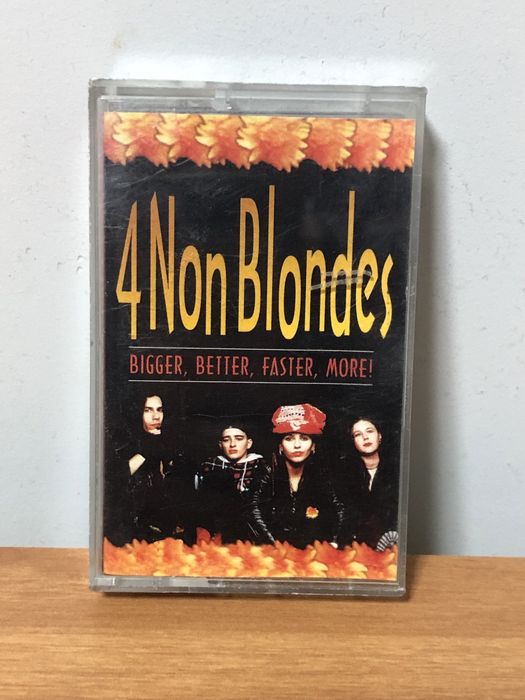 4 Non Blondes
BIGGER, BETTER, FASTER, MORE!